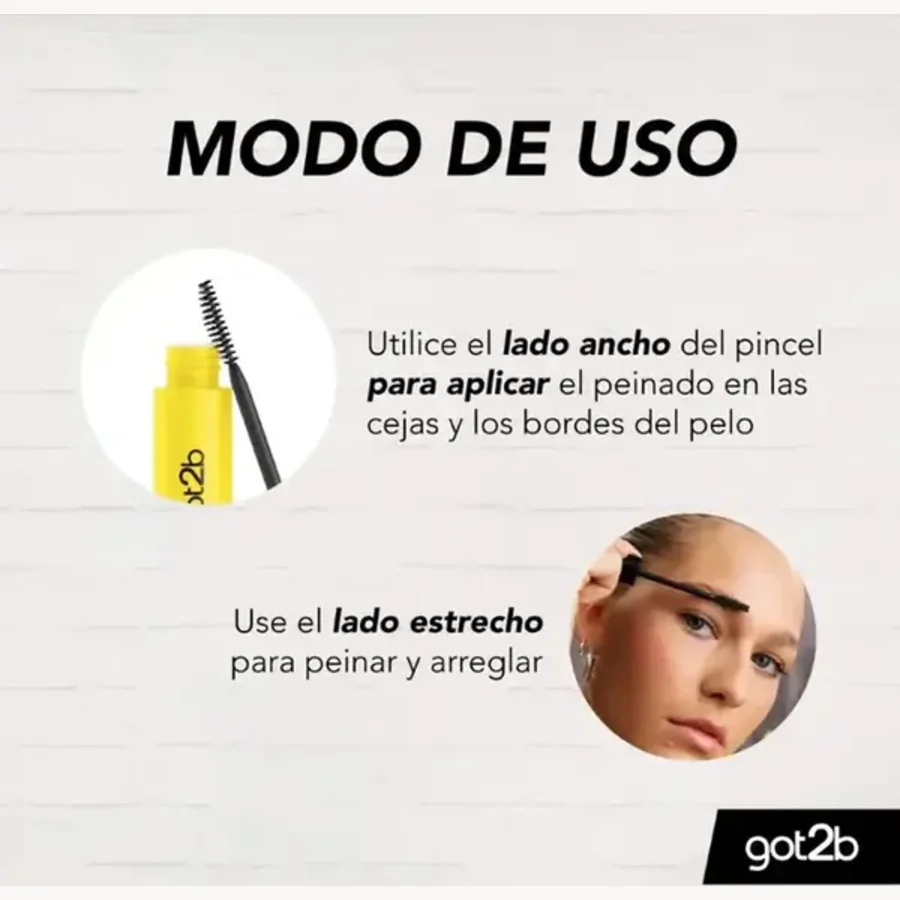 MODO DE USO
Utilice el lado ancho del pincel
para aplicar el peinado en las
cejas y los bordes del pelo
ot2b
Use el lado estrecho
para peinar y arreglar
got2b